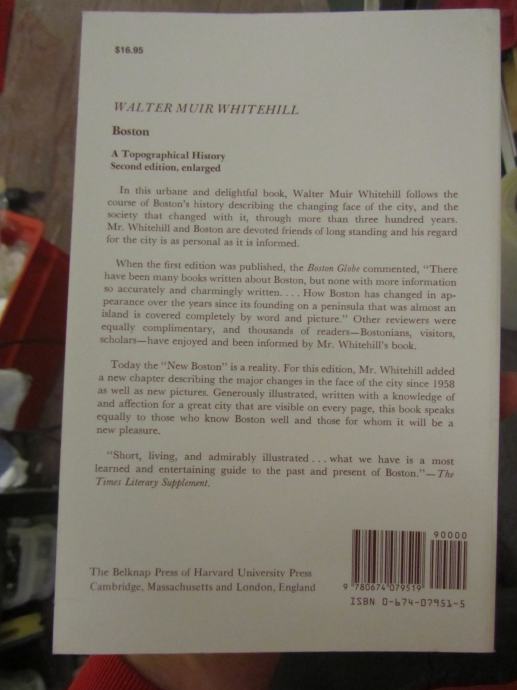 $16.95
WALTER MUIR WHITEHILL
Boston
A Topographical History
Second edition, enlarged
In this urbane and delightful book, Walter Muir Whitehill follows the
course of Boston's history describing the changing face of the city, and the
society that changed with it, through more than three hundred years.
Mr. Whitehill and Boston are devoted friends of long standing and his regard
for the city is as personal as it is informed.
When the first edition was published, the Boston Globe commented, "There
have been many books written about Boston, but none with more information
so accurately and charmingly written. . . . How Boston has changed in ap-
pearance over the years since its founding on a peninsula that was almost an
island is covered completely by word and picture." Other reviewers were
equally complimentary, and thousands of readers—Bostonians, visitors,
scholars—have enjoyed and been informed by Mr. Whitehill's book.
Today the "New Boston" is a reality. For this edition, Mr. Whitehill added
a new chapter describing the major changes in the face of the city since 1958
as well as new pictures. Generously illustrated, written with a knowledge of
and affection for a great city that are visible on every page, this book speaks
equally to those who know Boston well and those for whom it will be a
new pleasure.
"Short, living, and admirably illustrated . . . what we have is a most
learned and entertaining guide to the past and present of Boston."—The
Times Literary Supplement.
90000
The Belknap Press of Harvard University Press
Cambridge, Massachusetts and London, England
9 780674 079519
ISBN 0-674-07951-5